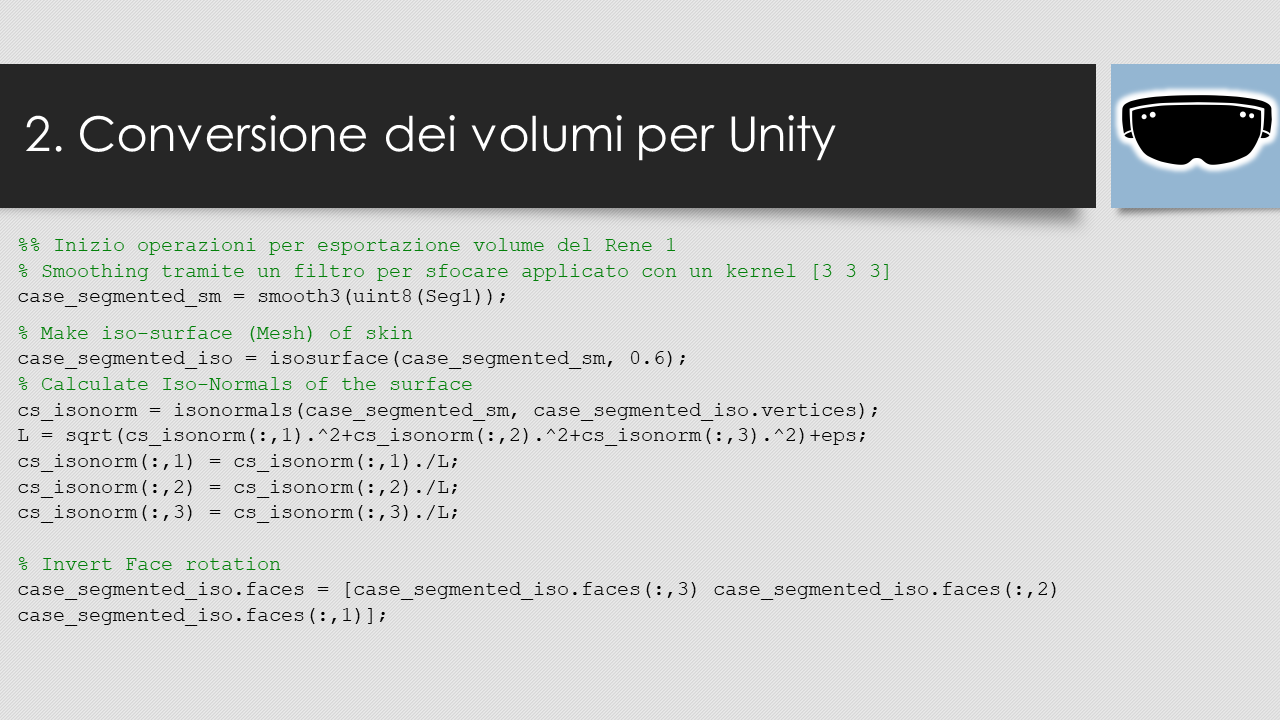 2. Conversione dei volumi per Unity
%% Inizio operazioni per esportazione volume del Rene 1
% Smoothing tramite un filtro per sfocare applicato con un kernel [3 3 3]
case_segmented_sm = smooth3(uint8(Seg1));
% Make iso-surface (Mesh) of skin
case_segmented_iso = isosurface(case_segmented_sm, 0.6);
% Calculate Iso-Normals of the surface
cs_isonorm = isonormals(case_segmented_sm, case_segmented_iso.vertices);
L = sqrt(cs_isonorm(:,1).^2+cs_isonorm(:,2).^2+cs_isonorm(:,3).^2)+eps;
cs_isonorm(:,1) = cs_isonorm(:,1)./L;
cs_isonorm(:,2) = cs_isonorm(:,2)./L;
cs_isonorm(:,3) = cs_isonorm(:,3)./L;
% Invert Face rotation
case_segmented_iso.faces = [case_segmented_iso.faces(:,3) case_segmented_iso.faces(:,2)
case_segmented_iso.faces(:,1)];